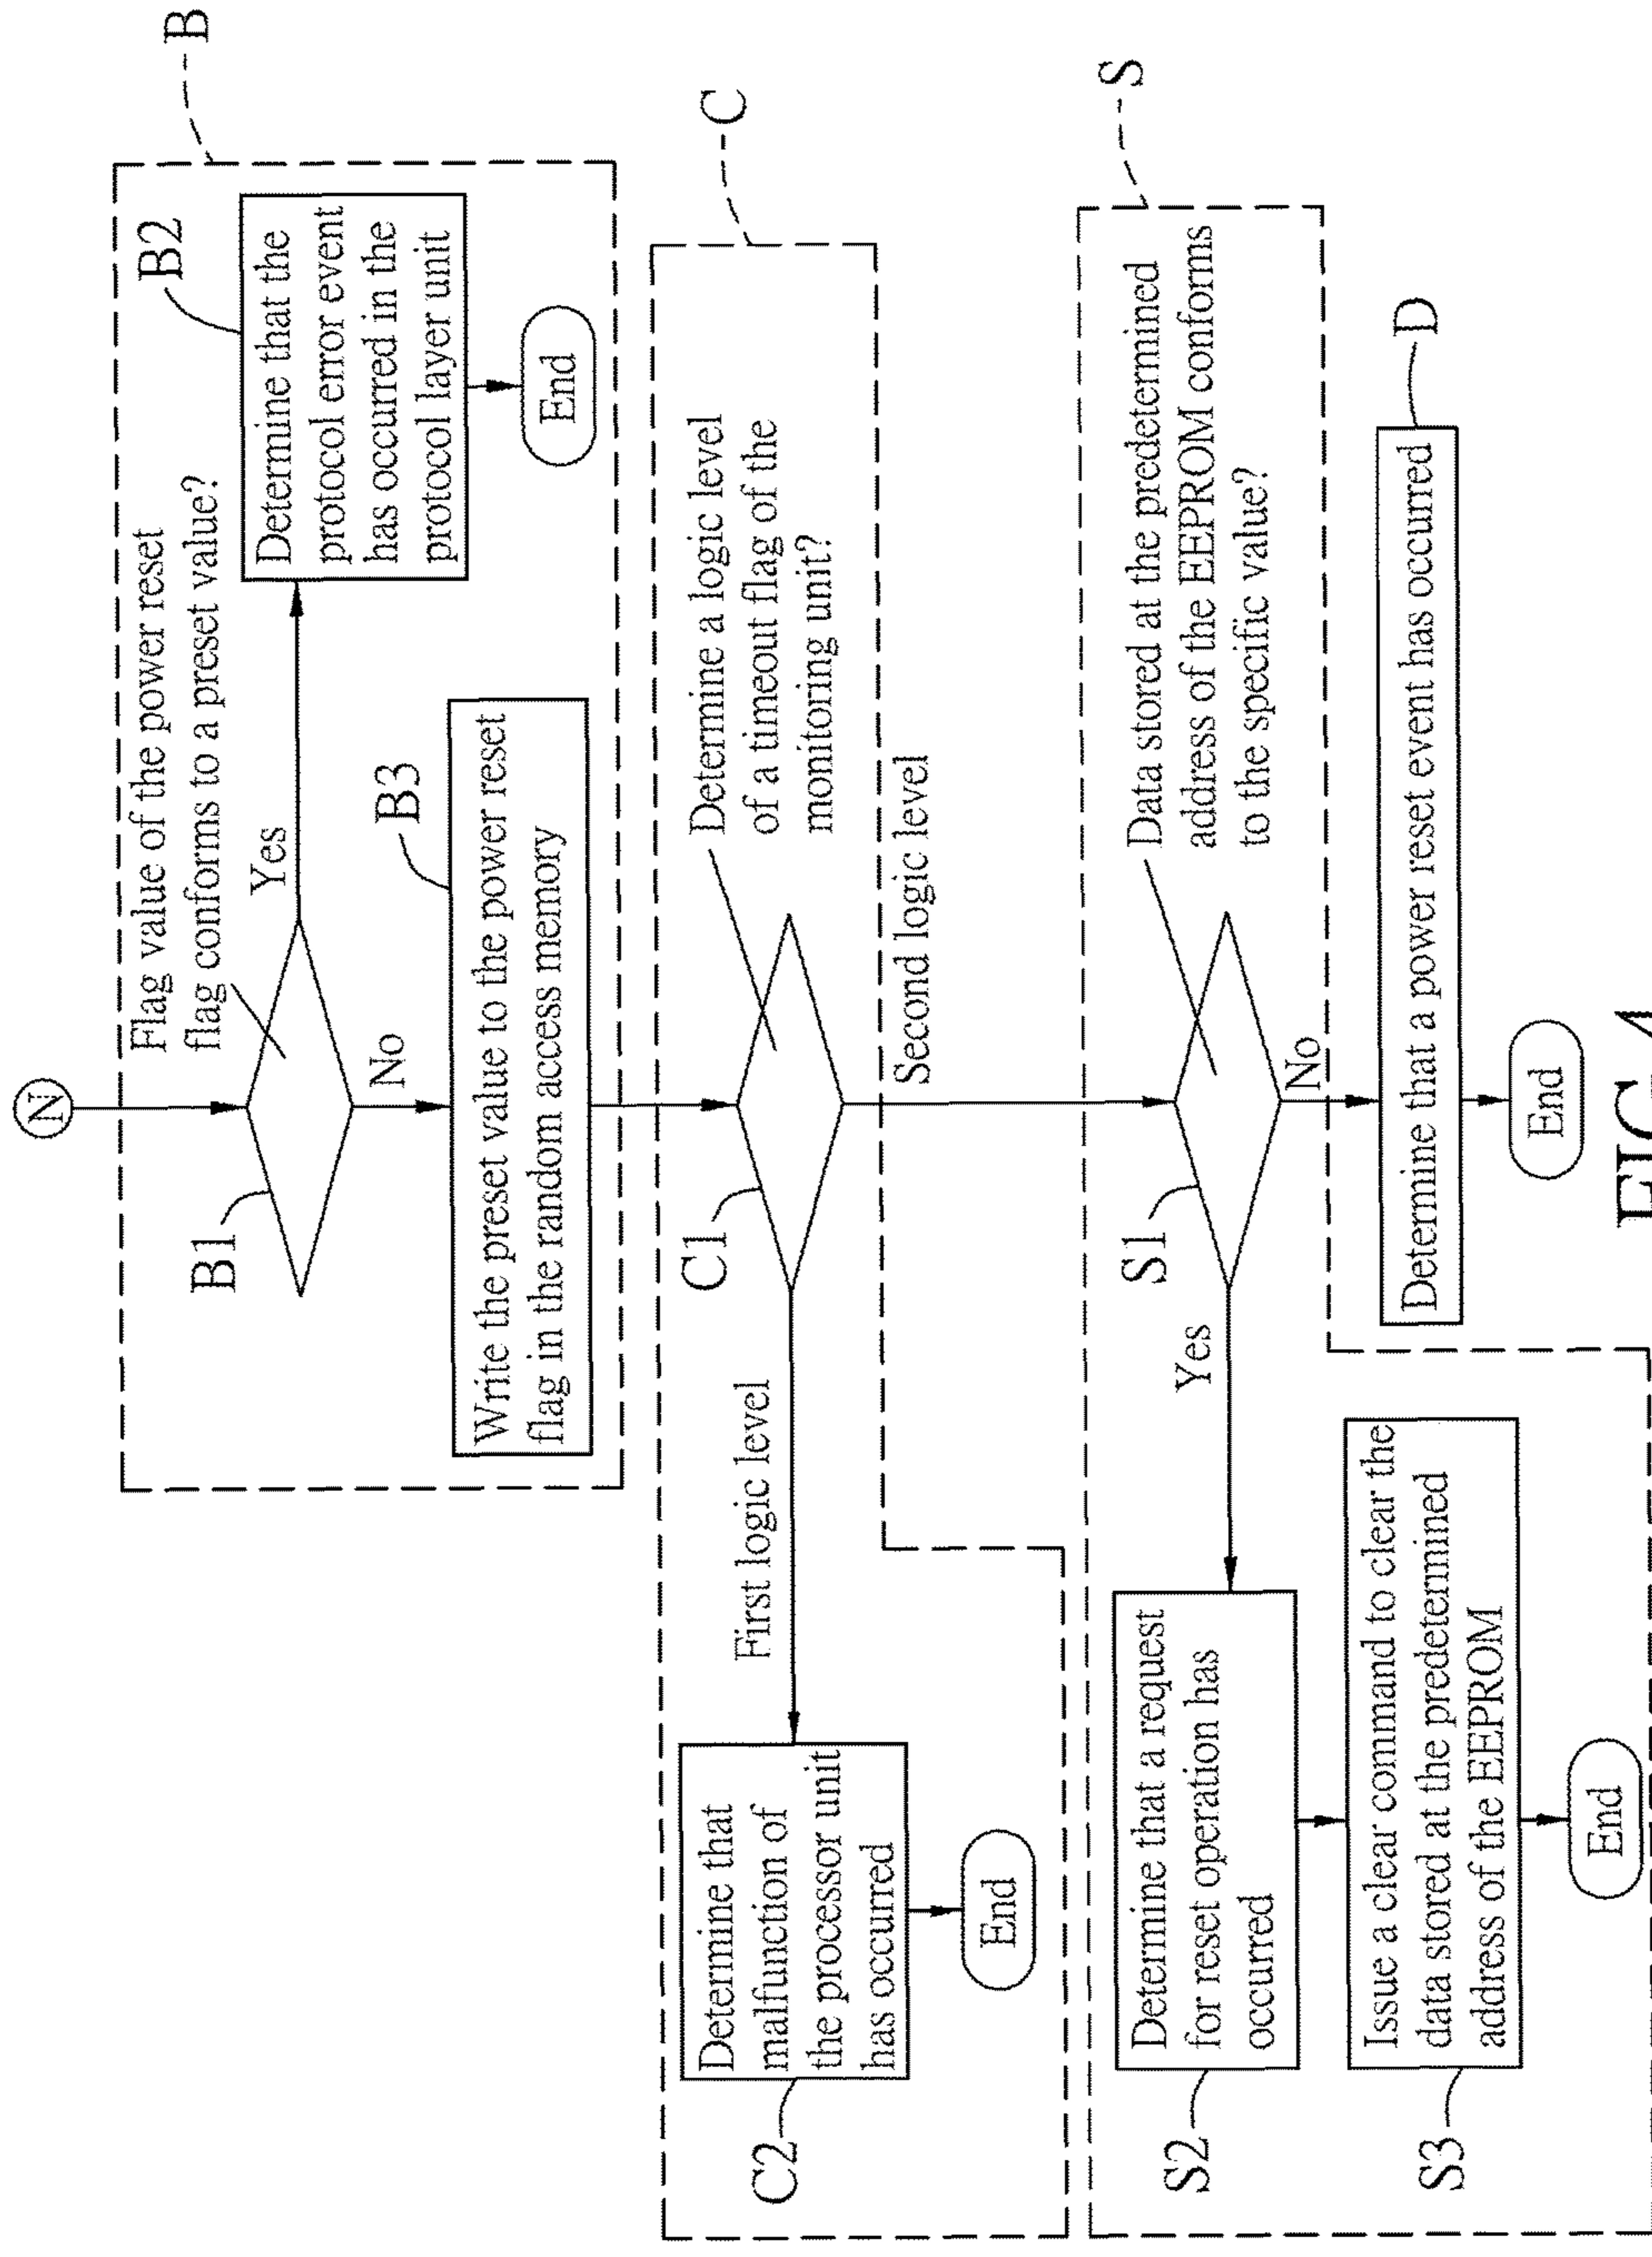 N
B
Flag value of the power reset
flag conforms to a preset value?
B1
Yes
B2
Determine that the
protocol error event
has occurred in the
protocol layer unit
End
No
B3
Write the preset value to the power reset
flag in the random access memory
C
C1
Determine a logic level
of a timeout flag of the
monitoring unit?
First logic level
C2
Determine that
malfunction of
the processor unit
has occurred
End
Second logic level
S
S1
Data stored at the predetermined
address of the EEPROM conforms
to the specific value?
Yes
S2
Determine that a request
for reset operation has
occurred
S3
Issue a clear command to clear the
data stored at the predetermined
address of the EEPROM
End
No
D
Determine that a power reset event has occurred
End
FIG. 4